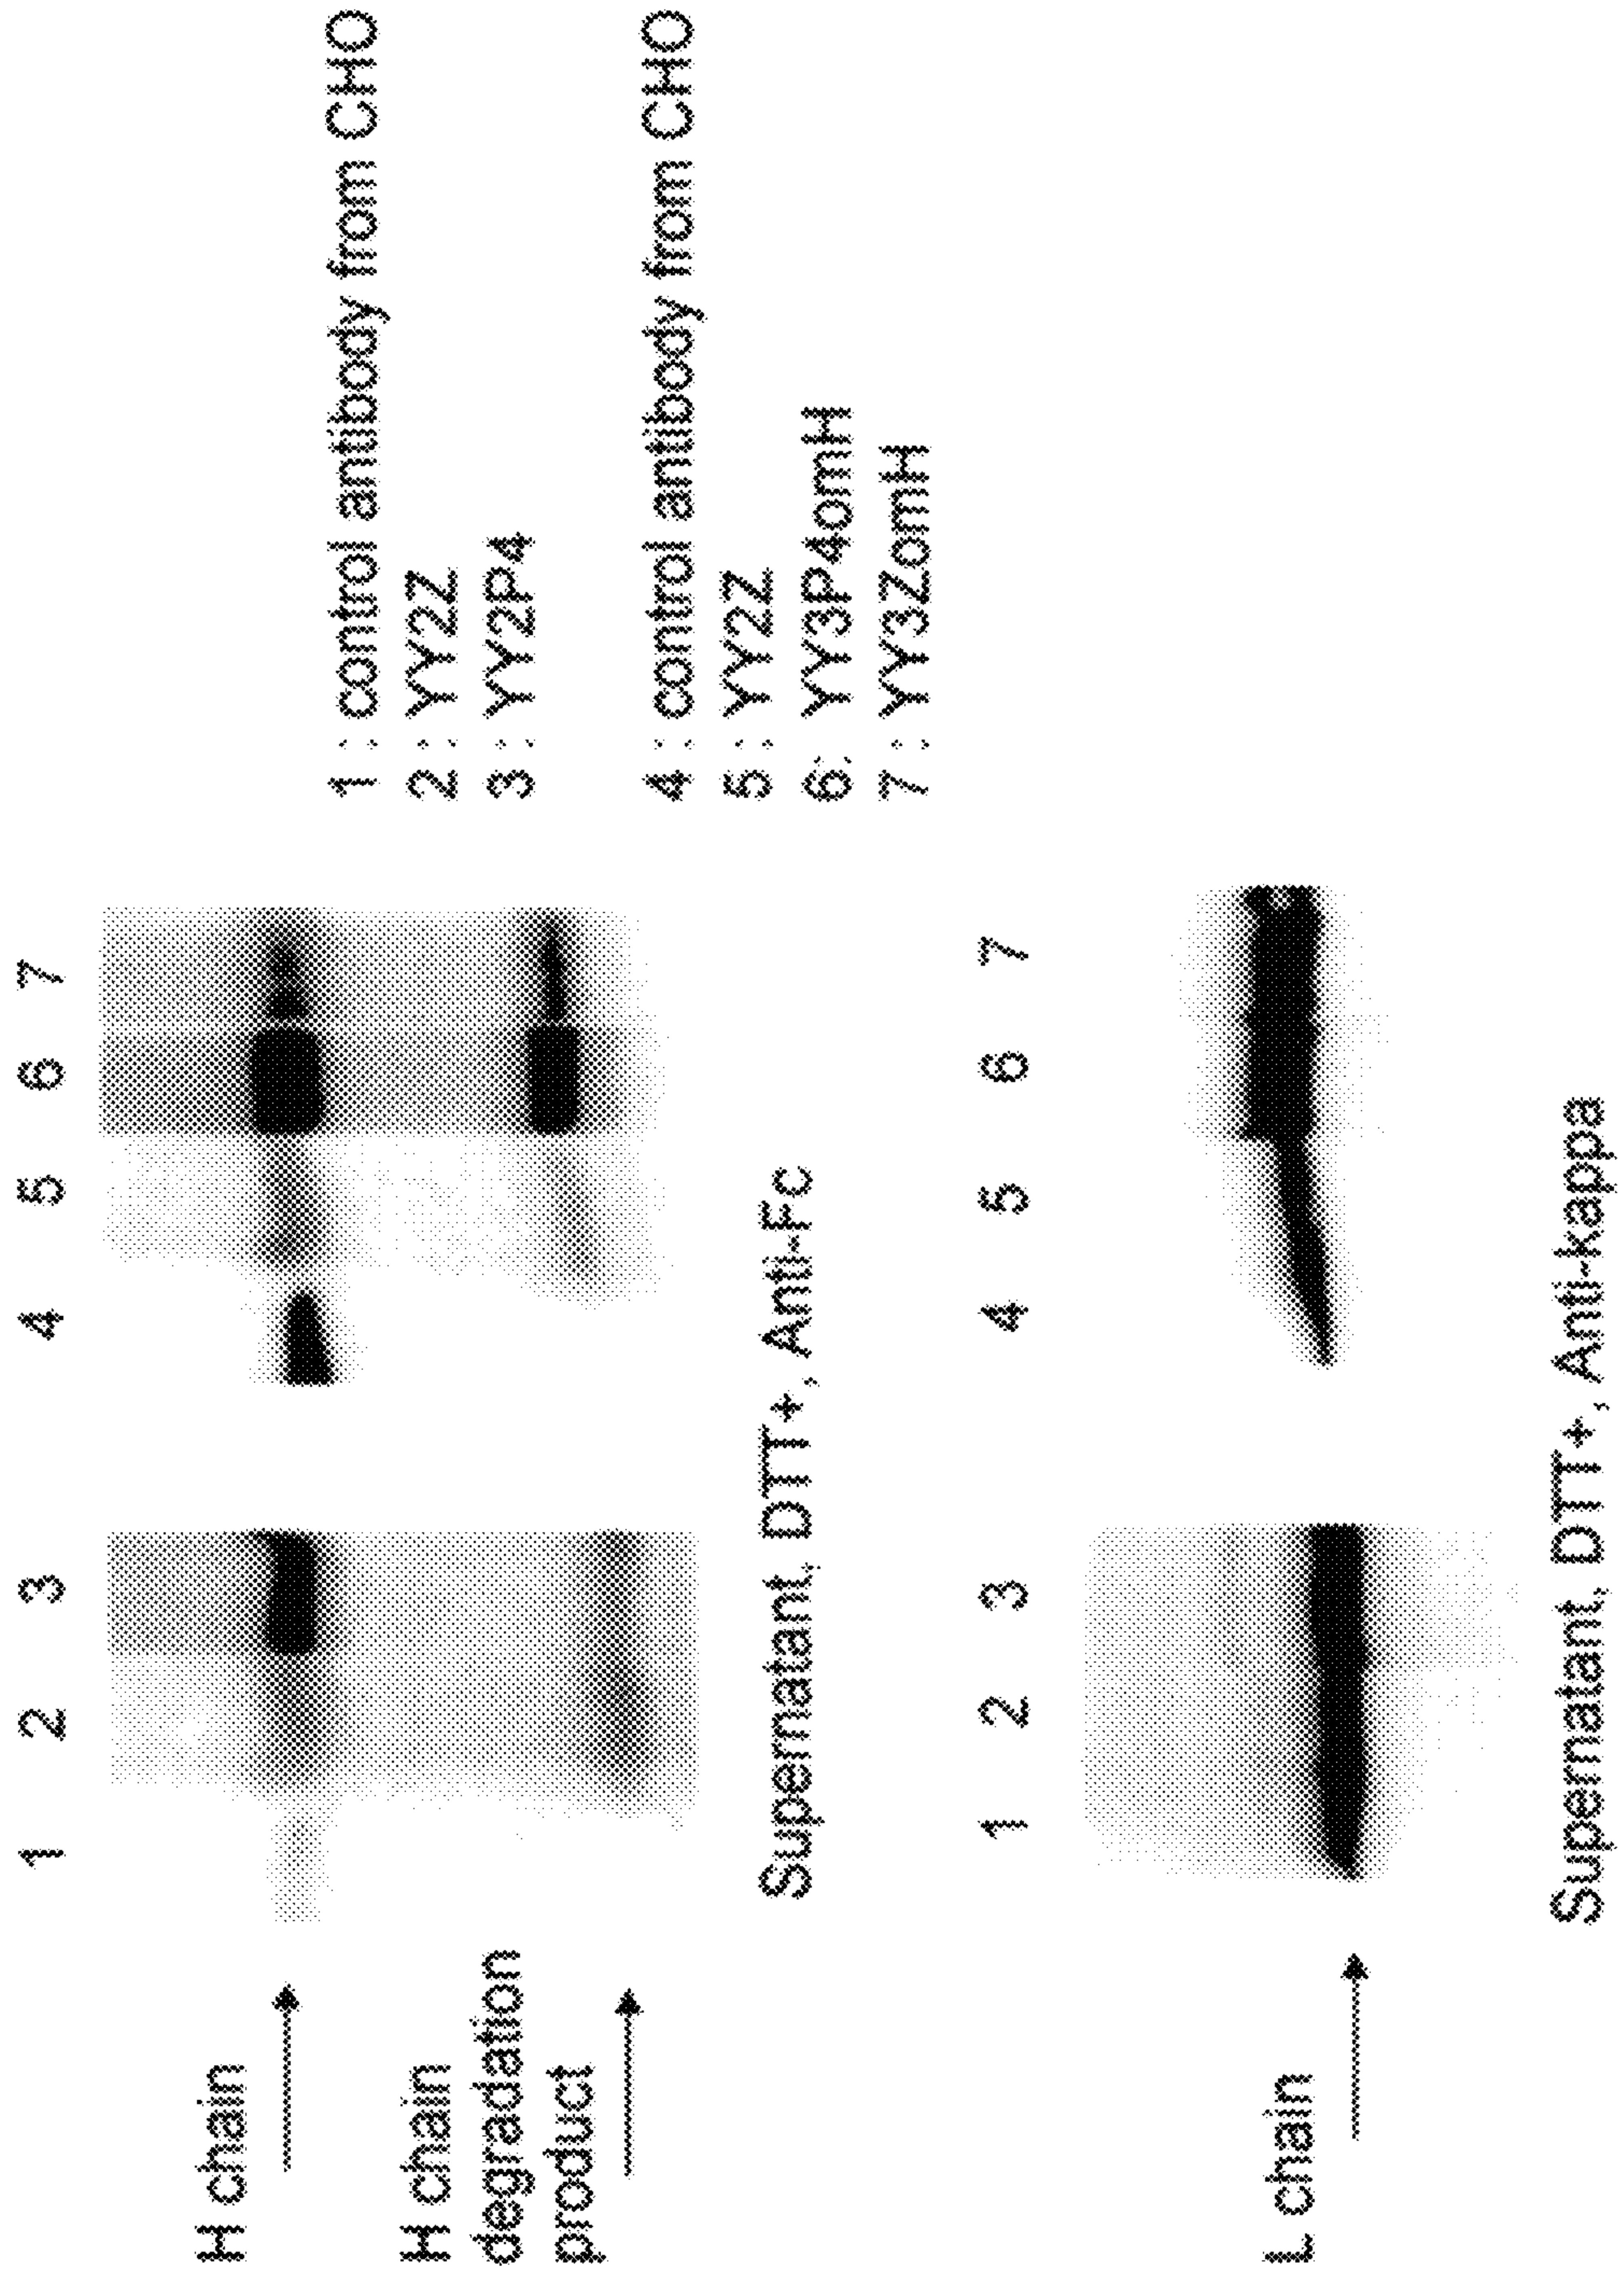 1 2 3 4 5 6 7
H chain
H chain
degradation
product
Supernatant, DTT+, Anti-Fc
1 : control antibody from CHO
2 : YY2Z
3 : YY2P4
4 : control antibody from CHO
5 : YY2Z
6: YY3P4omH
7 : YY3ZomH
1 2 3 4 5 6 7
L chain
Supernatant, DTT+, Anti-kappa